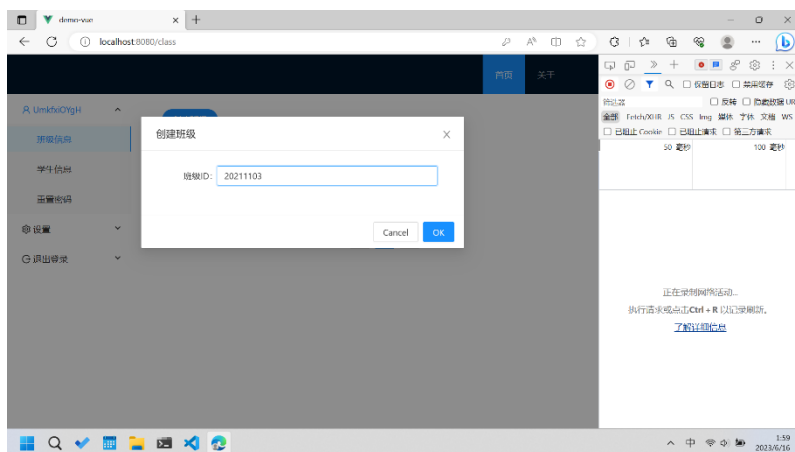 demo-vue
localhost:8080/class
首页 关于
UmkfxiOYgH
班级信息
学生信息
重置密码
设置
退出登录
创建班级
班级ID: 20211103
Cancel OK
保留日志 禁用缓存
筛选器 反转 隐藏数据 UR
全部 Fetch/XHR JS CSS Img 媒体 字体 文档 WS
已阻止 Cookie 已阻止请求 第三方请求
50 毫秒 100 毫秒
正在录制网络活动...
执行请求或点击Ctrl + R 以记录刷新。
了解详细信息
中
1:59
2023/6/16